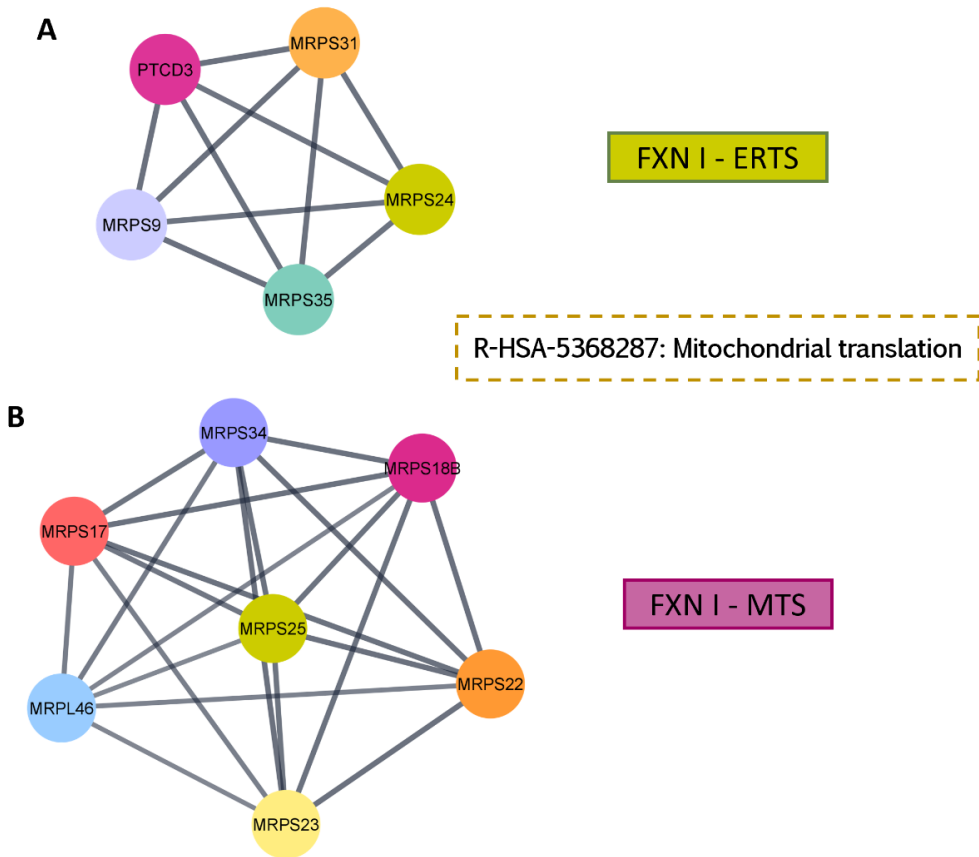 A
MRPS31
PTCD3
FXN I - ERTS
MRPS24
MRPS9
MRPS35
R-HSA-5368287: Mitochondrial translation
B
MRPS34
MRPS18B
MRPS17
FXN I - MTS
MRPS25
MRPS22
MRPL46
MRPS23